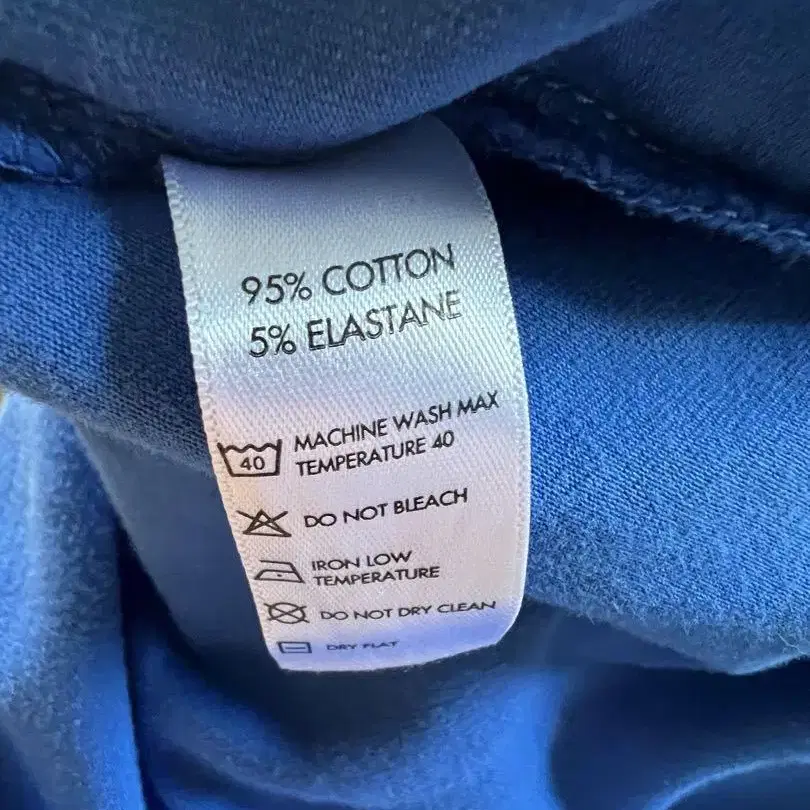 95% COTTON
5% ELASTANE
40
MACHINE WASH MAX
TEMPERATURE 40
DO NOT BLEACH
IRON LOW
TEMPERATURE
DO NOT DRY CLEAN
DRY FLAT